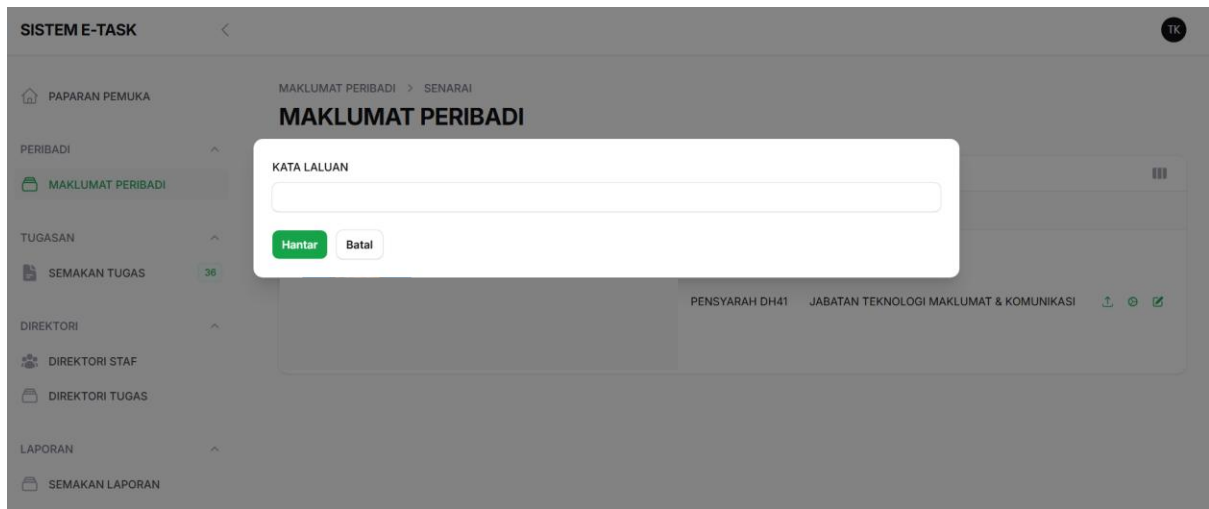 SISTEM E-TASK
TK
PAPARAN PEMUKA
PERIBADI
MAKLUMAT PERIBADI
TUGASAN
SEMAKAN TUGAS 36
DIREKTORI
DIREKTORI STAF
DIREKTORI TUGAS
LAPORAN
SEMAKAN LAPORAN
MAKLUMAT PERIBADI > SENARAI
MAKLUMAT PERIBADI
KATA LALUAN
Hantar Batal
PENSYARAH DH41 JABATAN TEKNOLOGI MAKLUMAT & KOMUNIKASI